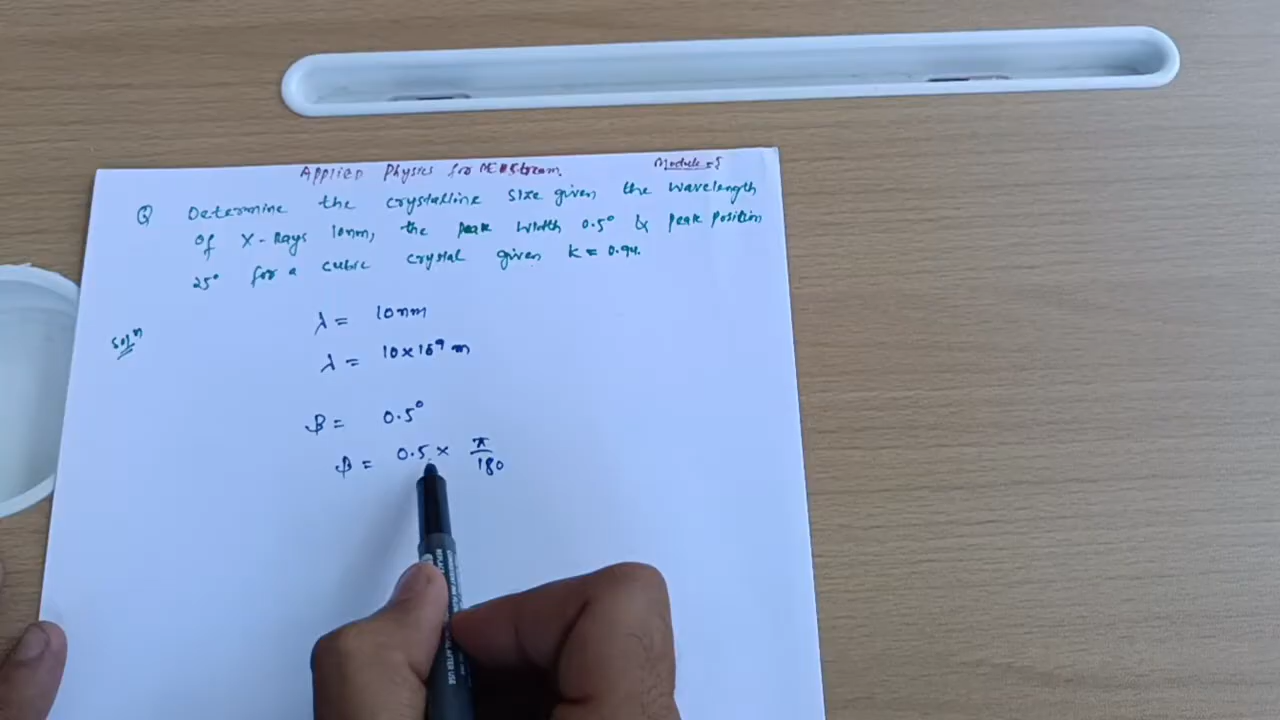 Applied Physics for ME Stream. Module-5
Q Determine the crystalline size given the wavelength
of X-Rays 10nm, the peak width 0.5° & peak position
25° for a cubic crystal given k = 0.94.
Solⁿ
λ = 10nm
λ = 10×10⁻⁹ m
β = 0.5°
β = 0.5 × π/180